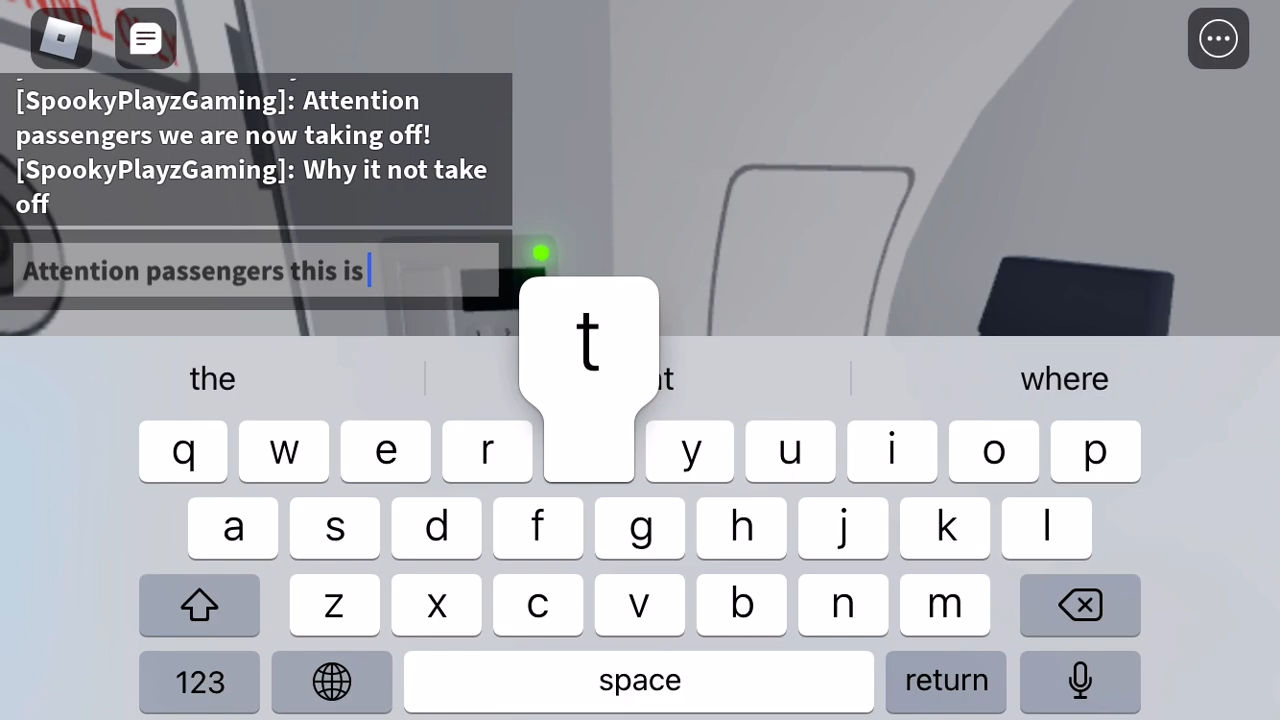 ONLY
[SpookyPlayzGaming]: Attention
passengers we are now taking off!
[SpookyPlayzGaming]: Why it not take
off
Attention passengers this is
t
the
where
q w e r y u i o p
a s d f g h j k l
z x c v b n m
123 space return